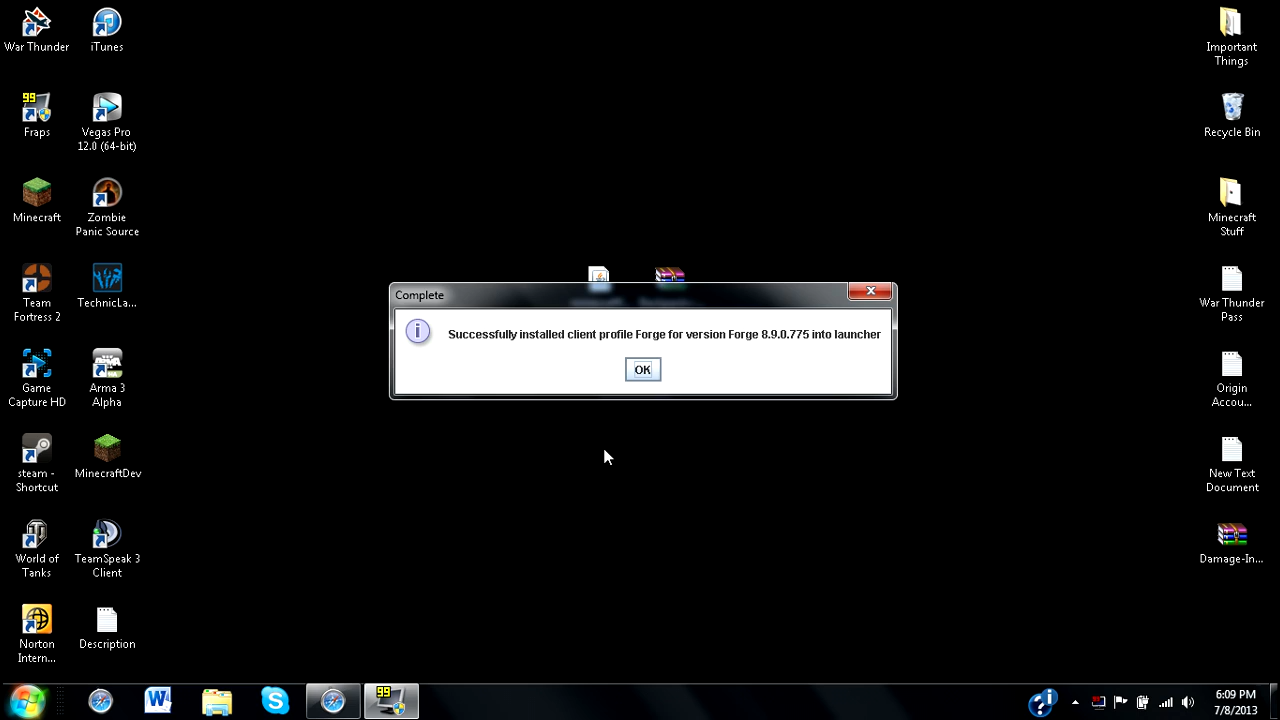 War Thunder
iTunes
99
Fraps
Vegas Pro
12.0 (64-bit)
Minecraft
Zombie
Panic Source
Team
Fortress 2
TechnicLa...
Game
Capture HD
Arma 3
Alpha
steam -
Shortcut
MinecraftDev
World of
Tanks
TeamSpeak 3
Client
Norton
Intern...
Description
Complete
Successfully installed client profile Forge for version Forge 8.9.0.775 into launcher
OK
Important
Things
Recycle Bin
Minecraft
Stuff
War Thunder
Pass
Origin
Accou...
New Text
Document
Damage-In...
99
6:09 PM
7/8/2013